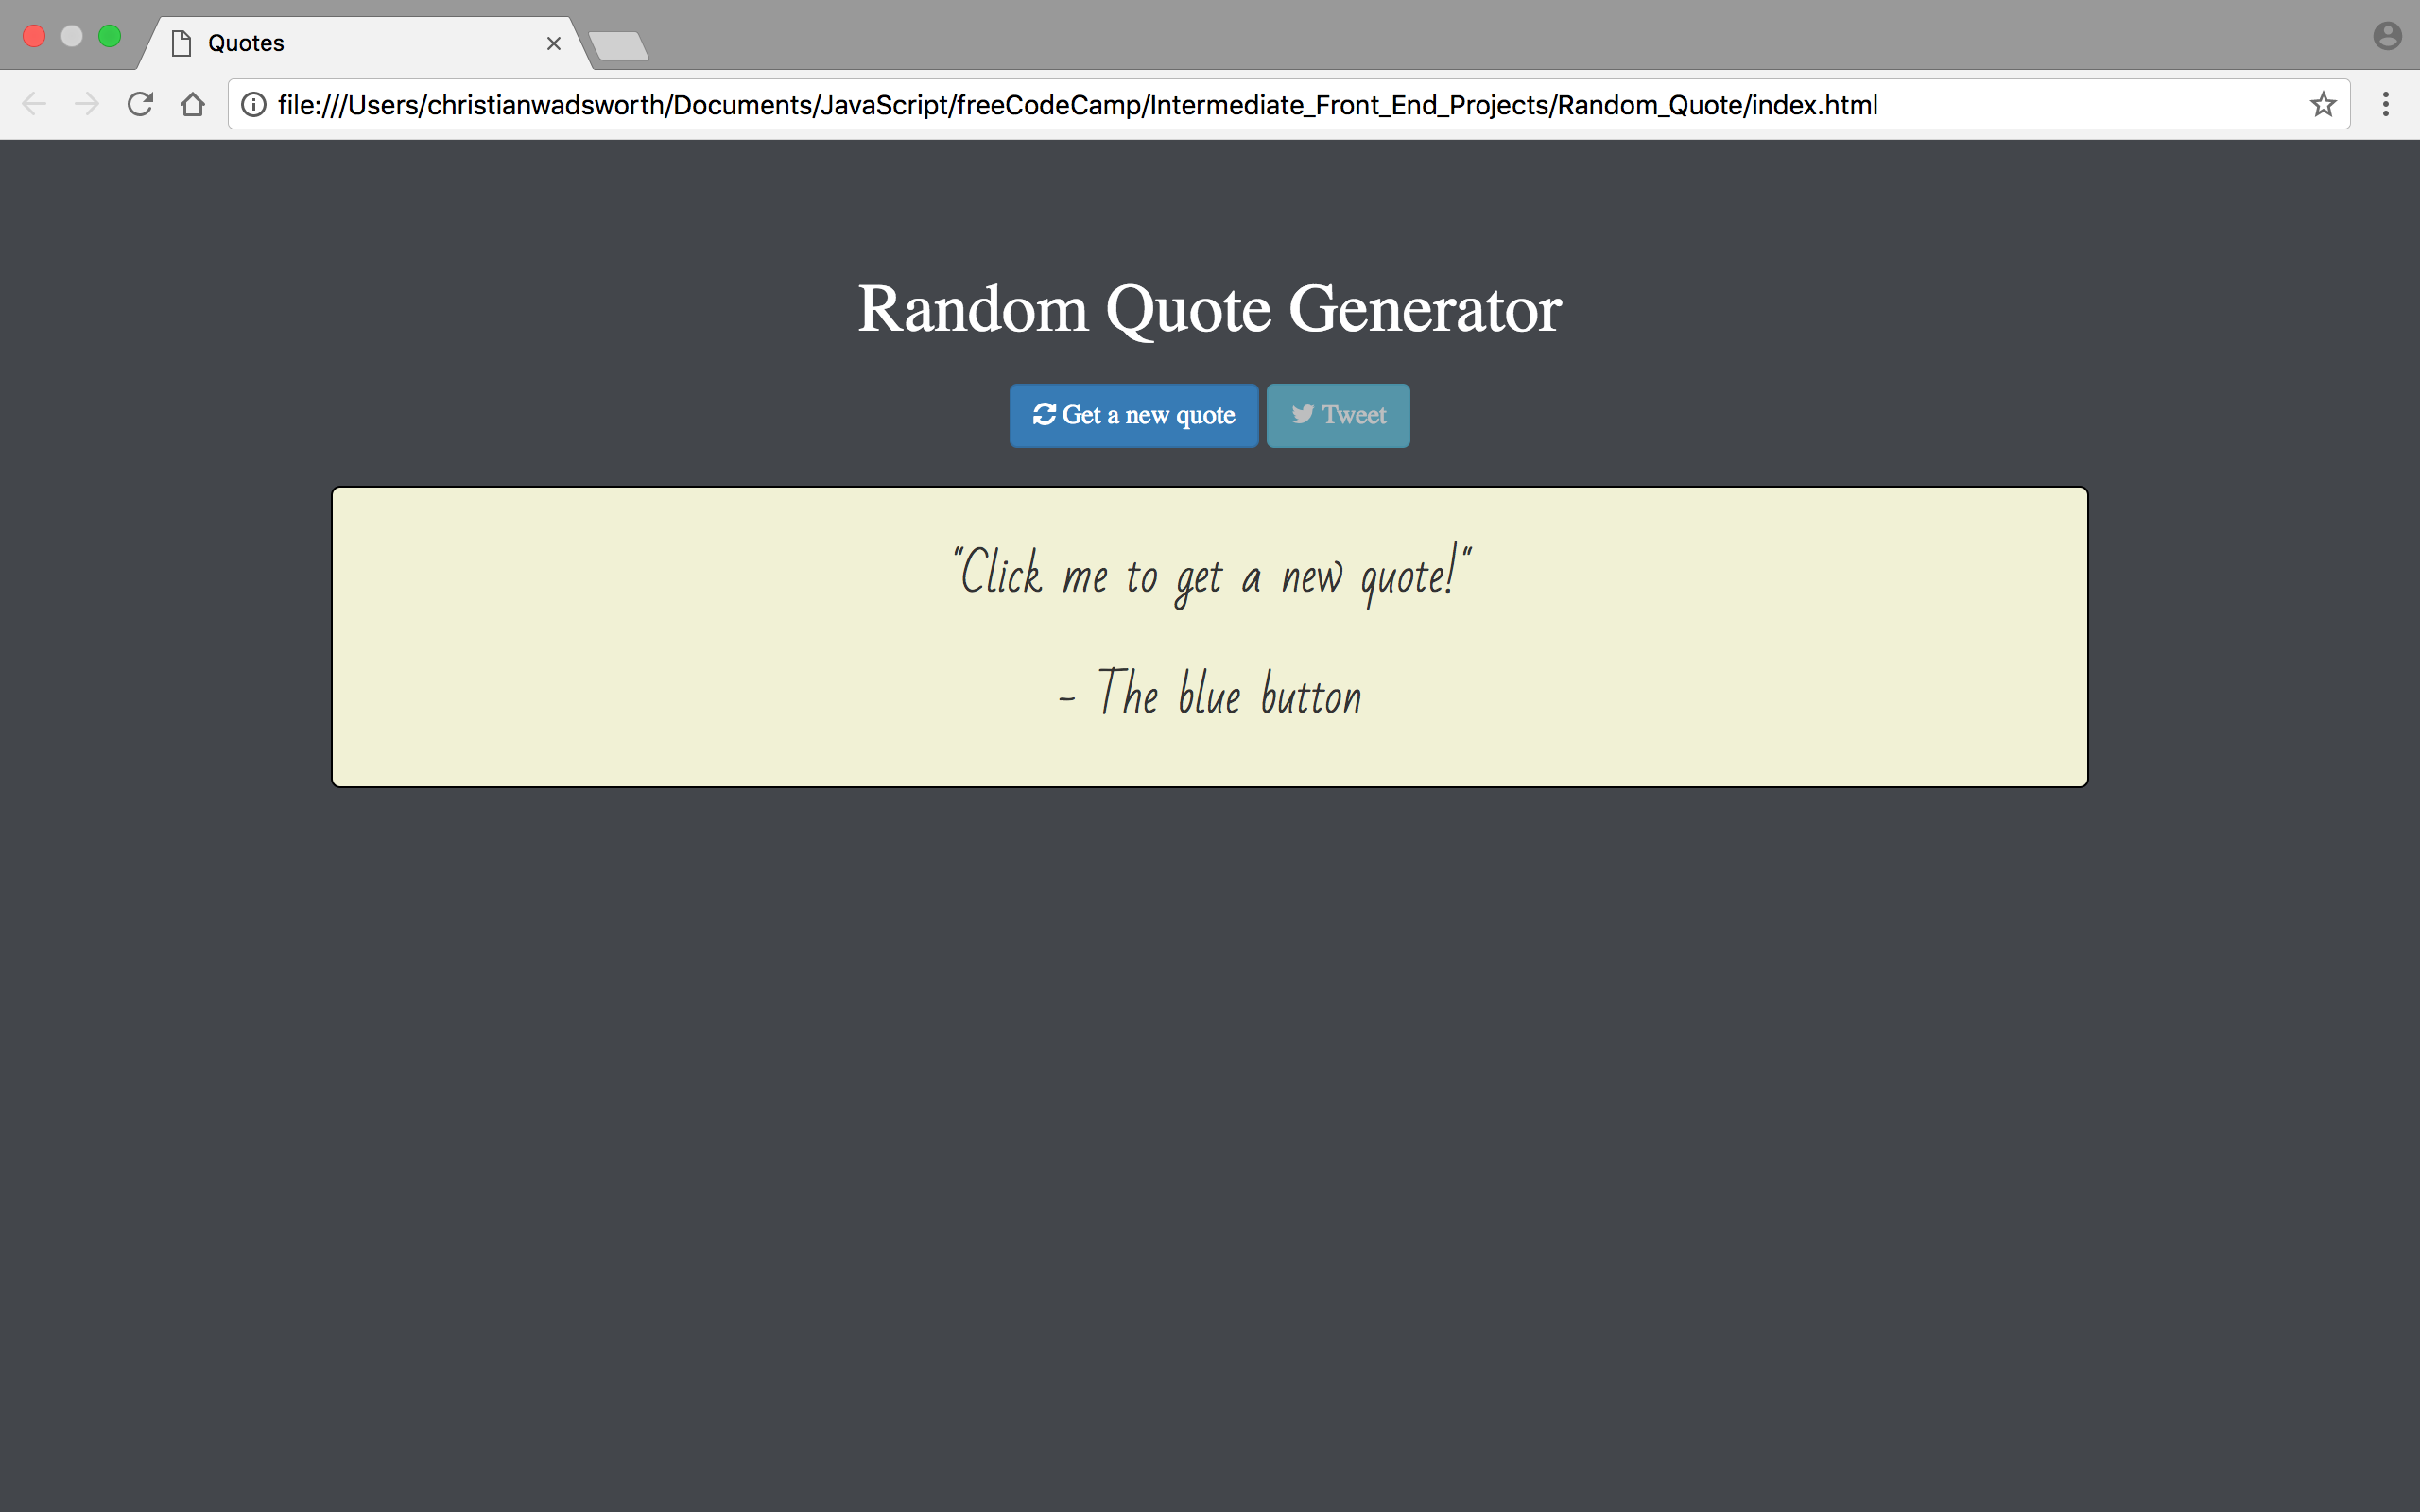 Quotes
file:///Users/christianwadsworth/Documents/JavaScript/freeCodeCamp/Intermediate_Front_End_Projects/Random_Quote/index.html
Random Quote Generator
Get a new quote Tweet
"Click me to get a new quote!"
- The blue button